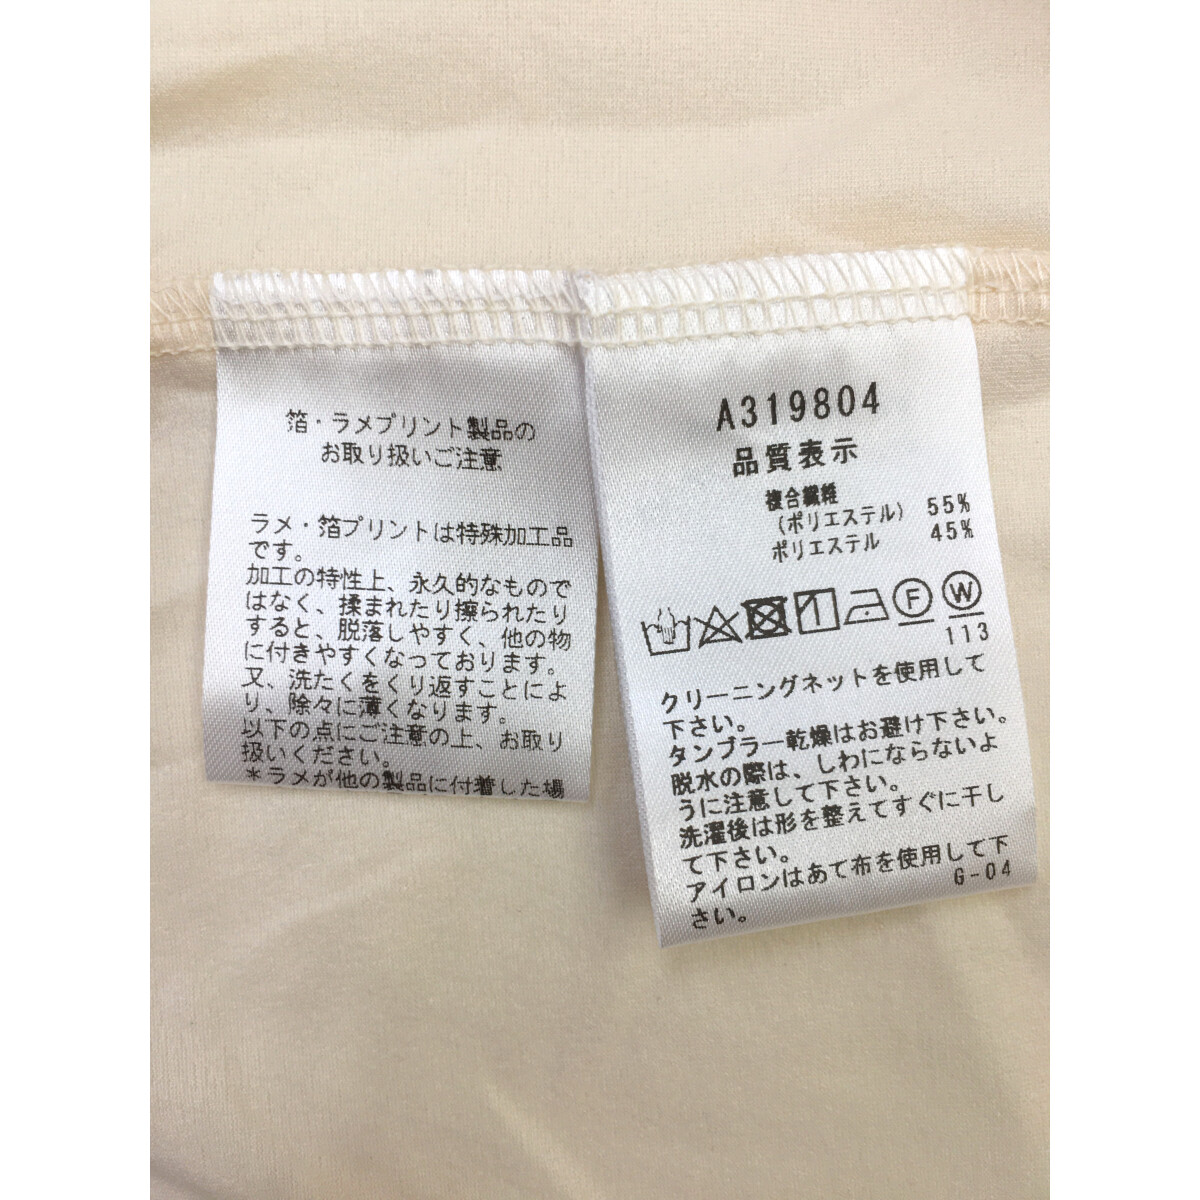 箔・ラメプリント製品の
お取り扱いご注意
ラメ・箔プリントは特殊加工品
です。
加工の特性上、永久的なもので
はなく、揉まれたり擦られたり
すると、脱落しやすく、他の物
に付きやすくなっております。
又、洗たくをくり返すことによ
り、除々に薄くなります。
以下の点にご注意の上、お取り
扱いください。
*ラメが他の製品に付着した場
A319804
品質表示
複合繊維
(ポリエステル) 55%
ポリエステル 45%
F W
113
クリーニングネットを使用して
下さい。
タンブラー乾燥はお避け下さい。
脱水の際は、しわにならないよ
うに注意して下さい。
洗濯後は形を整えてすぐに干し
て下さい。
アイロンはあて布を使用して下
さい。
G-04